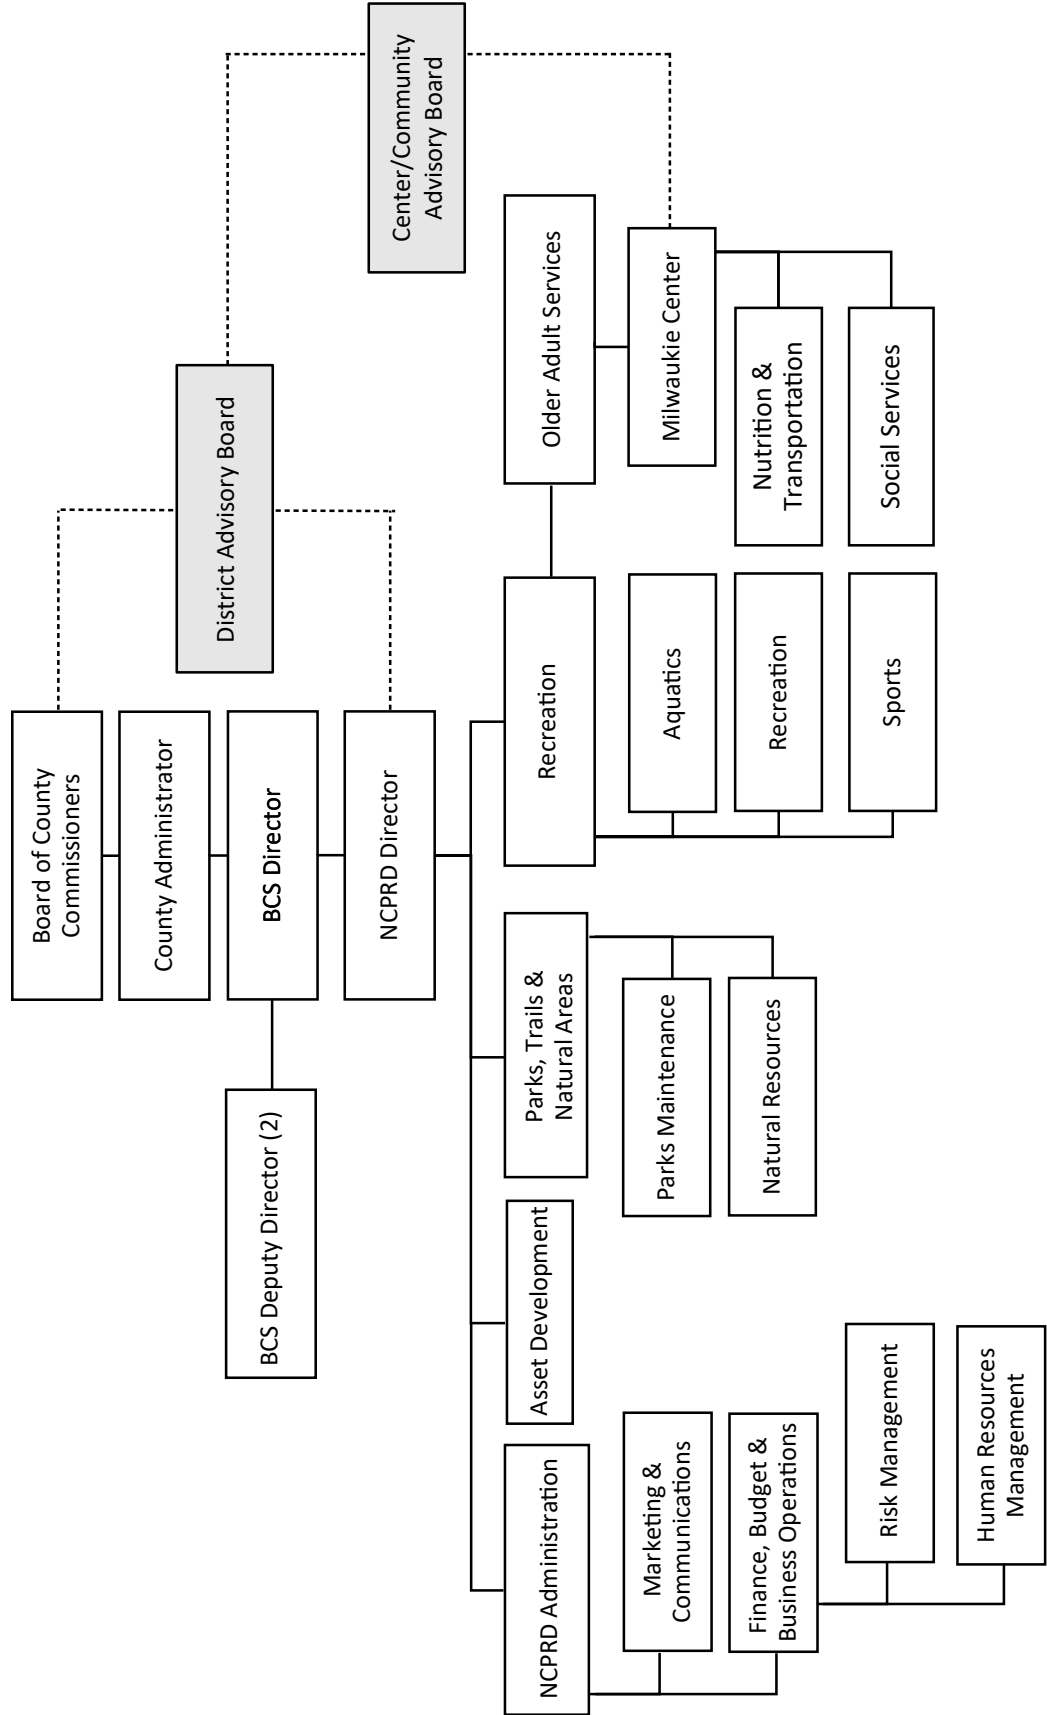 Board of County
Commissioners
County Administrator
BCS Director
BCS Deputy Director (2)
NCPRD Director
District Advisory Board
Center/Community
Advisory Board
NCPRD Administration
Marketing &
Communications
Finance, Budget &
Business Operations
Risk Management
Human Resources
Management
Asset Development
Parks, Trails &
Natural Areas
Parks Maintenance
Natural Resources
Recreation
Aquatics
Recreation
Sports
Older Adult Services
Milwaukie Center
Nutrition &
Transportation
Social Services